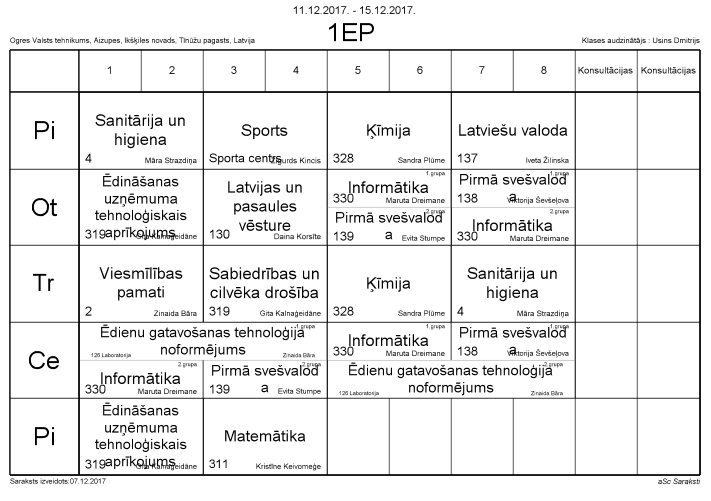 11.12.2017. - 15.12.2017.
Ogres Valsts tehnikums, Aizupes, Ikšķiles novads, Tīnūžu pagasts, Latvija
1EP
Klases audzinātājs : Usins Dmitrijs
1 2 3 4 5 6 7 8 Konsultācijas Konsultācijas
Pi
Sanitārija un
higiena
4 Māra Strazdiņa
Sports
Sporta centrs Zigurds Kincis
Ķīmija
328 Sandra Plūme
Latviešu valoda
137 Iveta Žilinska
Ot
Ēdināšanas
uzņēmuma
tehnoloģiskais
aprīkojums
319 Gita Kalnaģeidāne
Latvijas un
pasaules
vēsture
130 Daina Korsīte
1.grupa
Informātika
330 Maruta Dreimane
2.grupa
Pirmā svešvalod
a
139 Evita Stumpe
1.grupa
Pirmā svešvalod
a
138 Viktorija Ševšeļova
2.grupa
Informātika
330 Maruta Dreimane
Tr
Viesmīlības
pamati
2 Zinaida Bāra
Sabiedrības un
cilvēka drošība
319 Gita Kalnaģeidāne
Ķīmija
328 Sandra Plūme
Sanitārija un
higiena
4 Māra Strazdiņa
Ce
1.grupa
Ēdienu gatavošanas tehnoloģija
noformējums
126 Laboratorija Zinaida Bāra
2.grupa
Informātika
330 Maruta Dreimane
2.grupa
Pirmā svešvalod
a
139 Evita Stumpe
1.grupa
Informātika
330 Maruta Dreimane
1.grupa
Pirmā svešvalod
a
138 Viktorija Ševšeļova
2.grupa
Ēdienu gatavošanas tehnoloģija
noformējums
126 Laboratorija Zinaida Bāra
Pi
Ēdināšanas
uzņēmuma
tehnoloģiskais
aprīkojums
319 Gita Kalnaģeidāne
Matemātika
311 Kristīne Keivomeģe
Saraksts izveidots:07.12.2017
aSc Saraksti